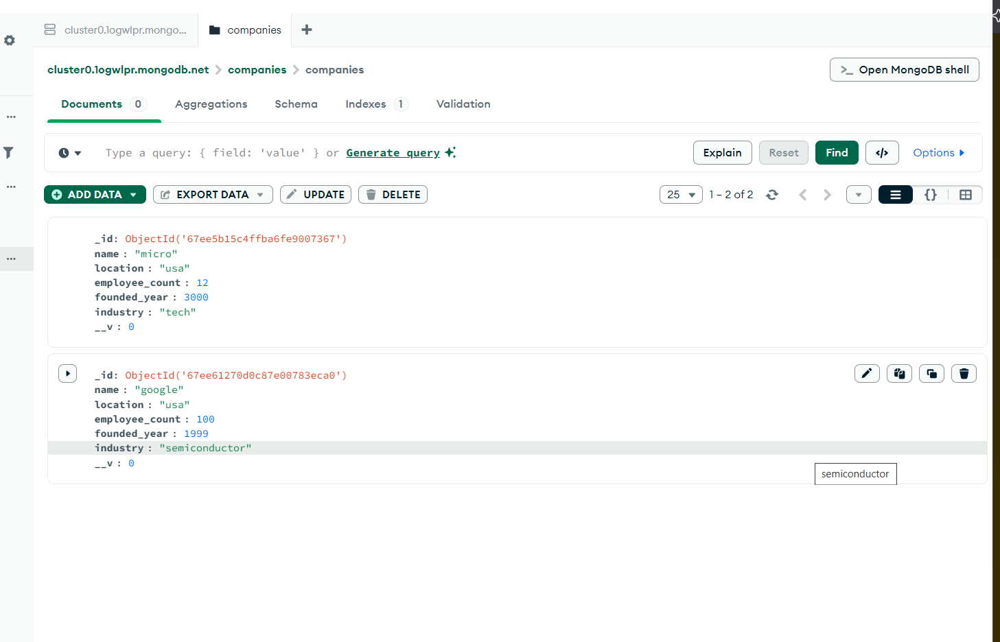 cluster0.1ogwlpr.mongo...
companies
cluster0.1ogwlpr.mongodb.net > companies > companies
>_ Open MongoDB shell
Documents 0 Aggregations Schema Indexes 1 Validation
Type a query: { field: 'value' } or Generate query
Explain Reset Find </> Options
ADD DATA EXPORT DATA UPDATE DELETE
25 1 – 2 of 2 {}
_id: ObjectId('67ee5b15c4ffba6fe9007367')
name : "micro"
location : "usa"
employee_count : 12
founded_year : 3000
industry : "tech"
__v : 0
_id: ObjectId('67ee61270d0c87e00783eca0')
name : "google"
location : "usa"
employee_count : 100
founded_year : 1999
industry : "semiconductor"
__v : 0
semiconductor